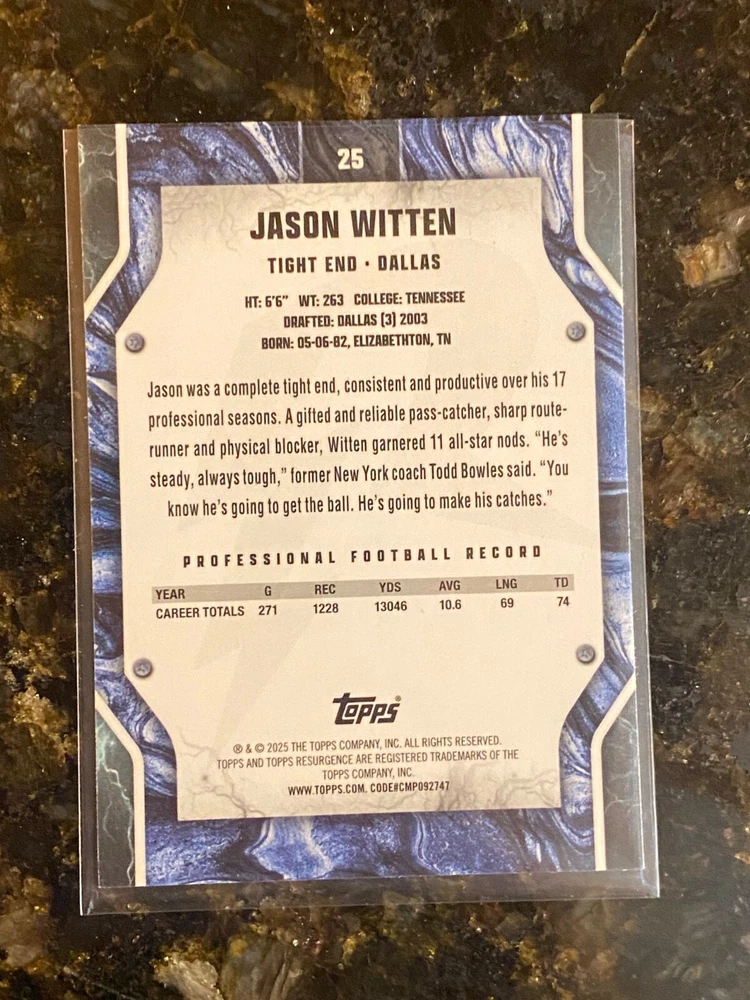 25
JASON WITTEN
TIGHT END • DALLAS
HT: 6'6" WT: 263 COLLEGE: TENNESSEE
DRAFTED: DALLAS (3) 2003
BORN: 05-06-82, ELIZABETHTON, TN
Jason was a complete tight end, consistent and productive over his 17
professional seasons. A gifted and reliable pass-catcher, sharp route-
runner and physical blocker, Witten garnered 11 all-star nods. “He’s
steady, always tough,” former New York coach Todd Bowles said. “You
know he’s going to get the ball. He’s going to make his catches.”
PROFESSIONAL FOOTBALL RECORD
YEAR G REC YDS AVG LNG TD
CAREER TOTALS 271 1228 13046 10.6 69 74
Topps®
® & © 2025 THE TOPPS COMPANY, INC. ALL RIGHTS RESERVED.
TOPPS AND TOPPS RESURGENCE ARE REGISTERED TRADEMARKS OF THE
TOPPS COMPANY, INC.
WWW.TOPPS.COM. CODE#CMP092747